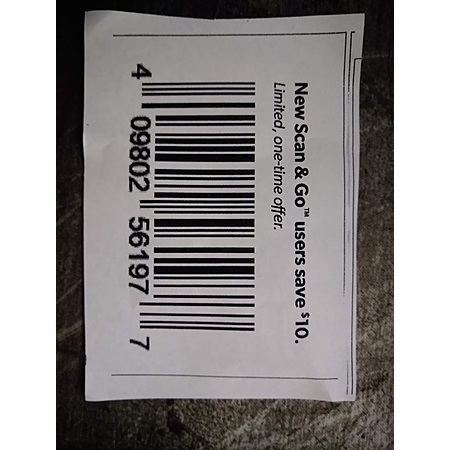 New Scan & Go™ users save $10.
Limited, one-time offer.
4 09802 56197 7